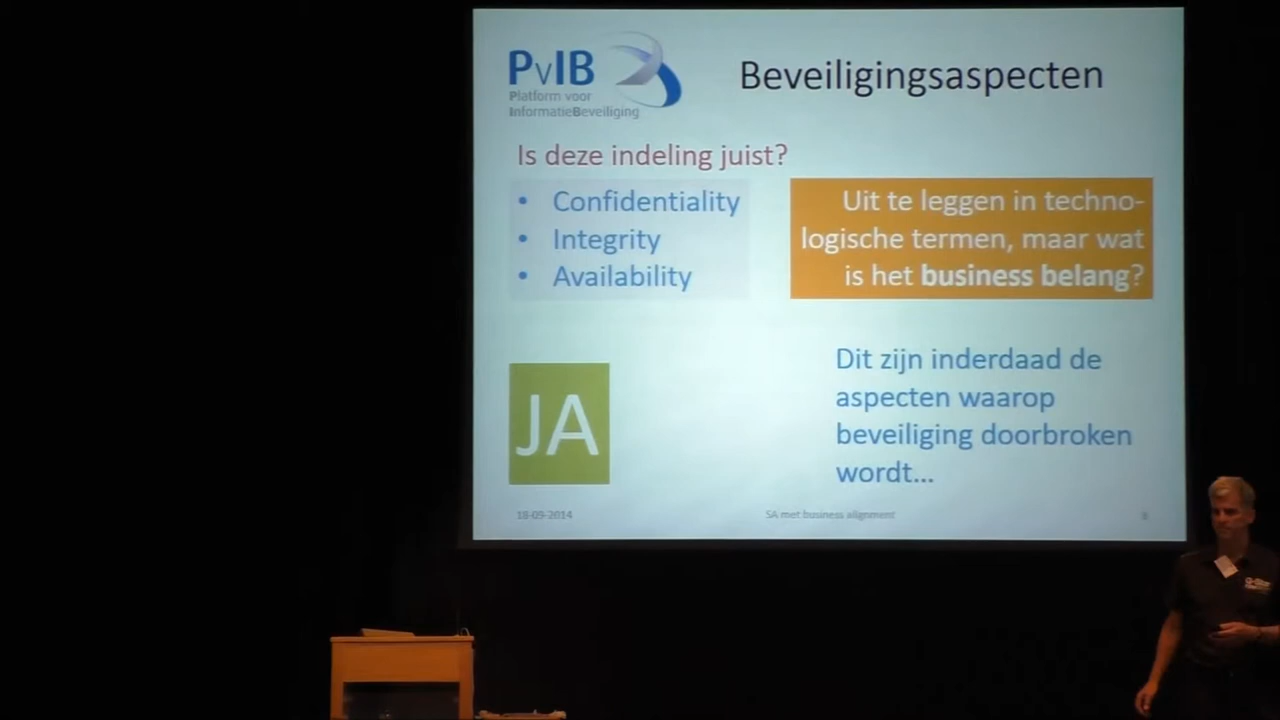 PvIB
Platform voor
InformatieBeveiliging
Beveiligingsaspecten
Is deze indeling juist?
• Confidentiality
• Integrity
• Availability
Uit te leggen in techno-
logische termen, maar wat
is het business belang?
JA
Dit zijn inderdaad de
aspecten waarop
beveiliging doorbroken
wordt...
18-09-2014
SA met business alignment